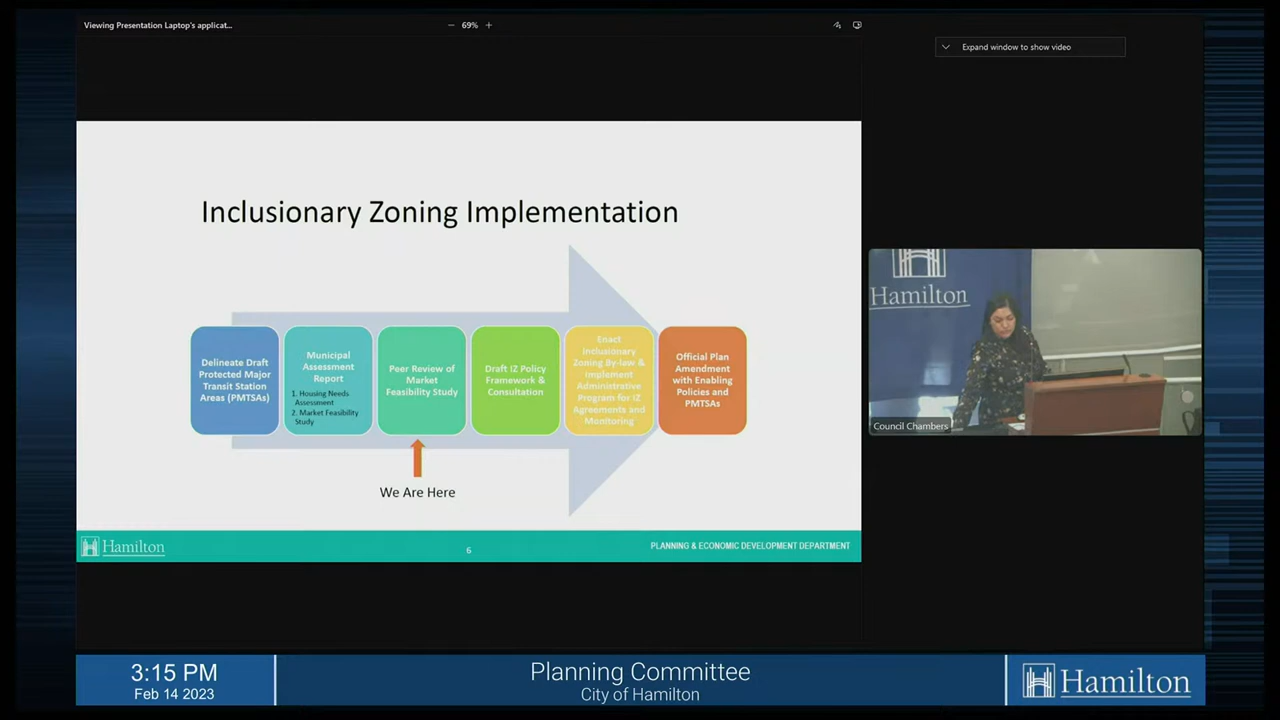 Viewing Presentation Laptop's applicat...
69%
Expand window to show video
Inclusionary Zoning Implementation
Delineate Draft
Protected Major
Transit Station
Areas (PMTSAs)
Municipal
Assessment
Report
1. Housing Needs
Assessment
2. Market Feasibility
Study
Peer Review of
Market
Feasibility Study
Draft IZ Policy
Framework &
Consultation
Enact
Inclusionary
Zoning By-law &
Implement
Administrative
Program for IZ
Agreements and
Monitoring
Official Plan
Amendment
with Enabling
Policies and
PMTSAs
We Are Here
Hamilton
6
PLANNING & ECONOMIC DEVELOPMENT DEPARTMENT
Hamilton
Council Chambers
3:15 PM
Feb 14 2023
Planning Committee
City of Hamilton
Hamilton